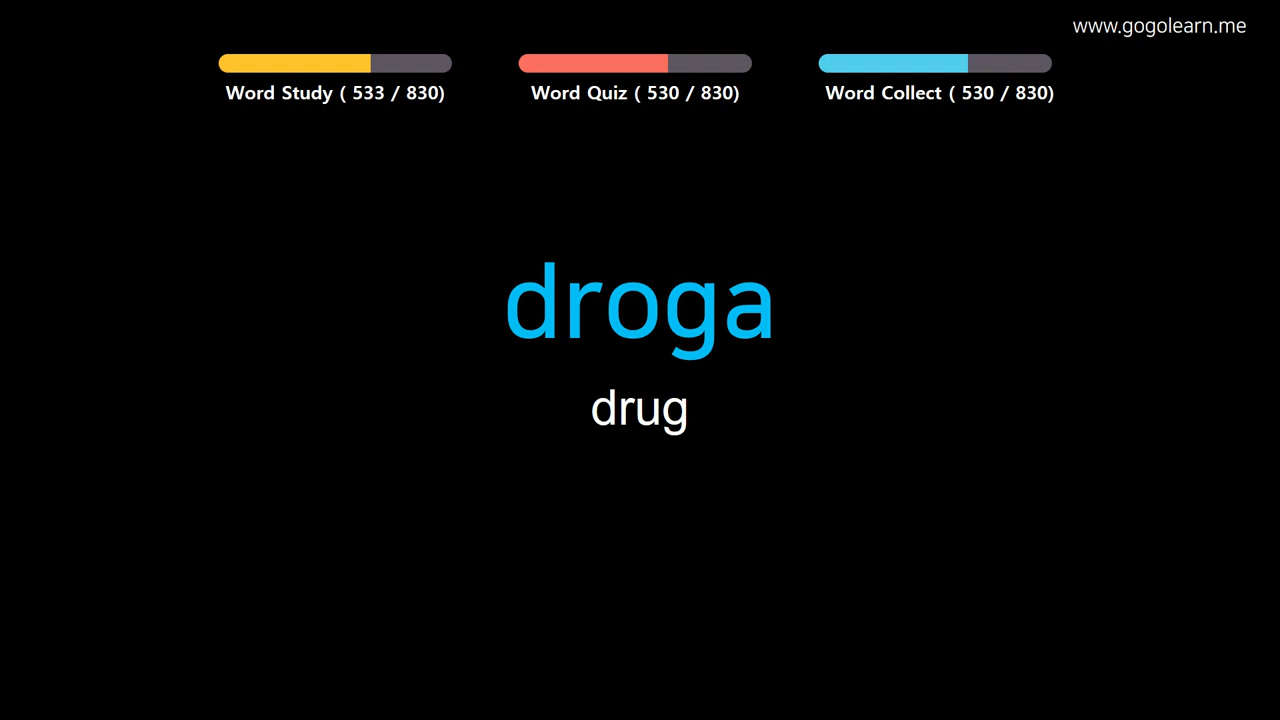 www.gogolearn.me
Word Study ( 533 / 830)
Word Quiz ( 530 / 830)
Word Collect ( 530 / 830)
droga
drug